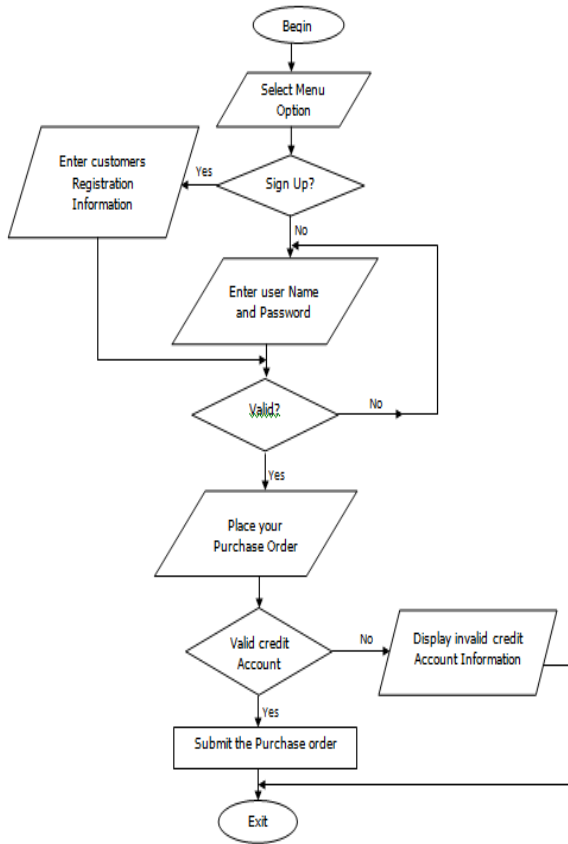 Begin
Select Menu
Option
Enter customers
Registration
Information
Yes
Sign Up?
No
Enter user Name
and Password
Valid?
No
Yes
Place your
Purchase Order
Valid credit
Account
No
Display invalid credit
Account Information
Yes
Submit the Purchase order
Exit